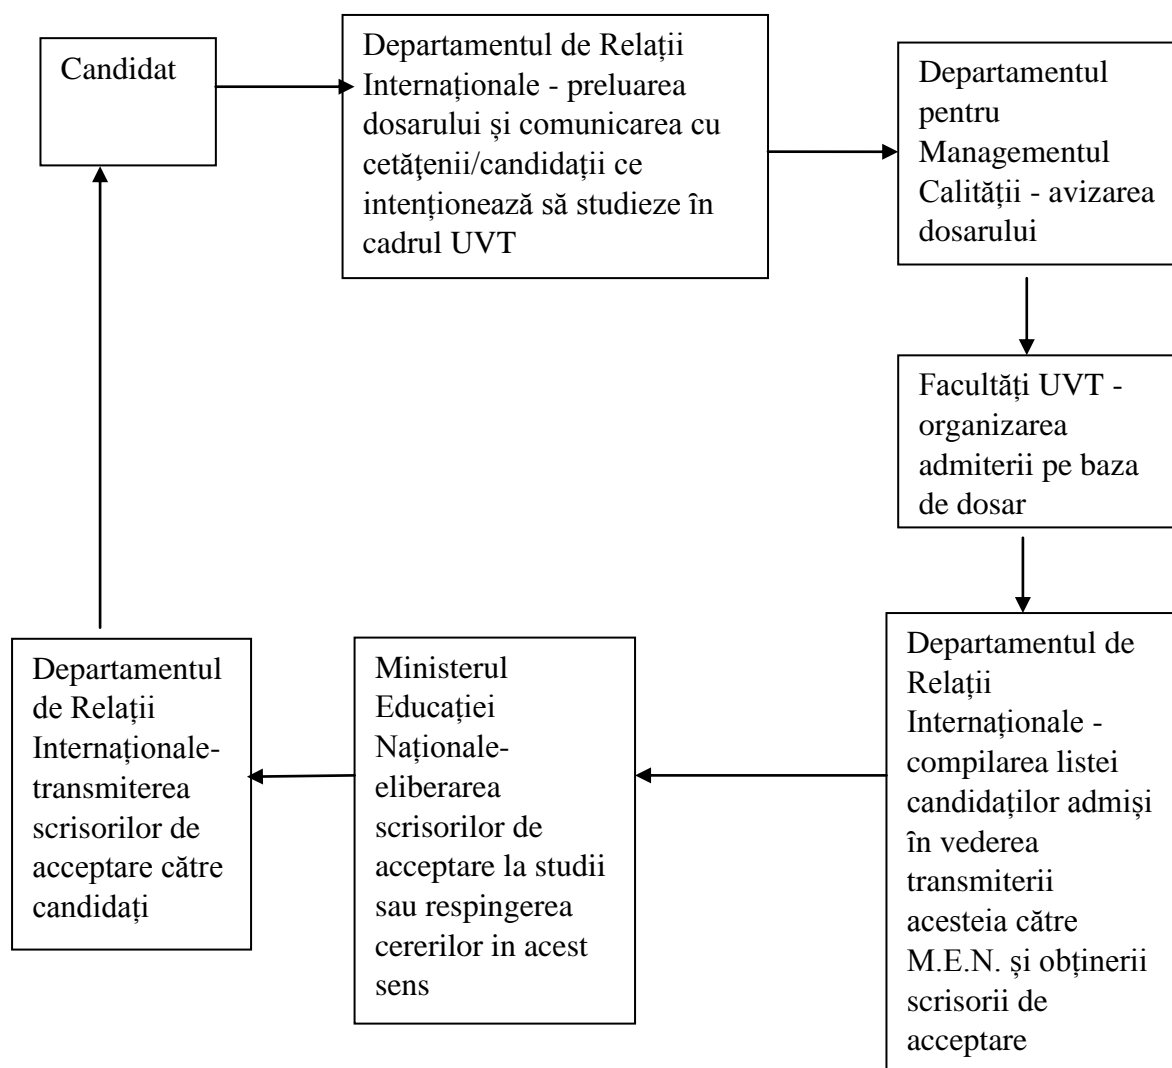 Candidat
Departamentul de Relații
Internaționale - preluarea
dosarului și comunicarea cu
cetăţenii/candidații ce
intenționează să studieze în
cadrul UVT
Departamentul
pentru
Managementul
Calității - avizarea
dosarului
Facultăți UVT -
organizarea
admiterii pe baza
de dosar
Departamentul de
Relații
Internaționale -
compilarea listei
candidaților admiși
în vederea
transmiterii
acesteia către
M.E.N. și obținerii
scrisorii de
acceptare
Ministerul
Educației
Naționale-
eliberarea
scrisorilor de
acceptare la studii
sau respingerea
cererilor in acest
sens
Departamentul
de Relații
Internaționale-
transmiterea
scrisorilor de
acceptare către
candidați